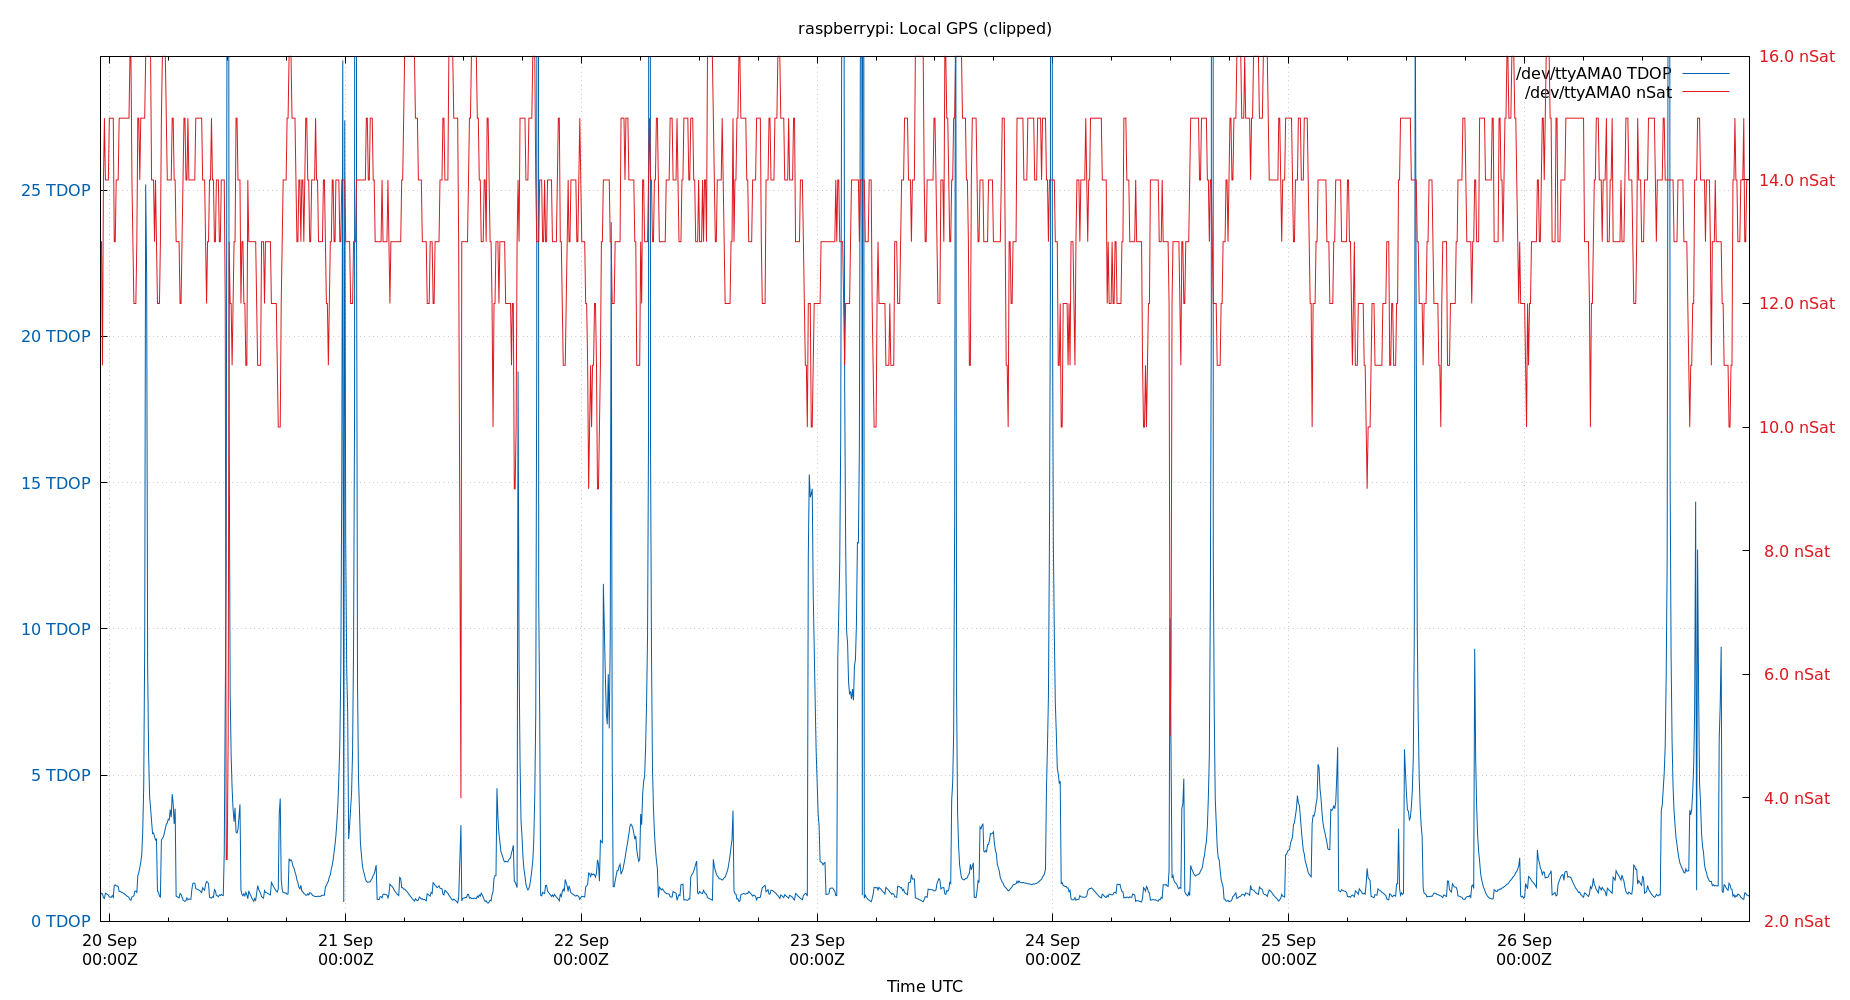 raspberrypi: Local GPS (clipped)
16.0 nSat
/dev/ttyAMA0 TDOP
/dev/ttyAMA0 nSat
25 TDOP
14.0 nSat
20 TDOP
12.0 nSat
15 TDOP
10.0 nSat
10 TDOP
8.0 nSat
6.0 nSat
5 TDOP
4.0 nSat
0 TDOP
2.0 nSat
20 Sep 21 Sep 22 Sep 23 Sep 24 Sep 25 Sep 26 Sep
00:00Z 00:00Z 00:00Z 00:00Z 00:00Z 00:00Z 00:00Z
Time UTC